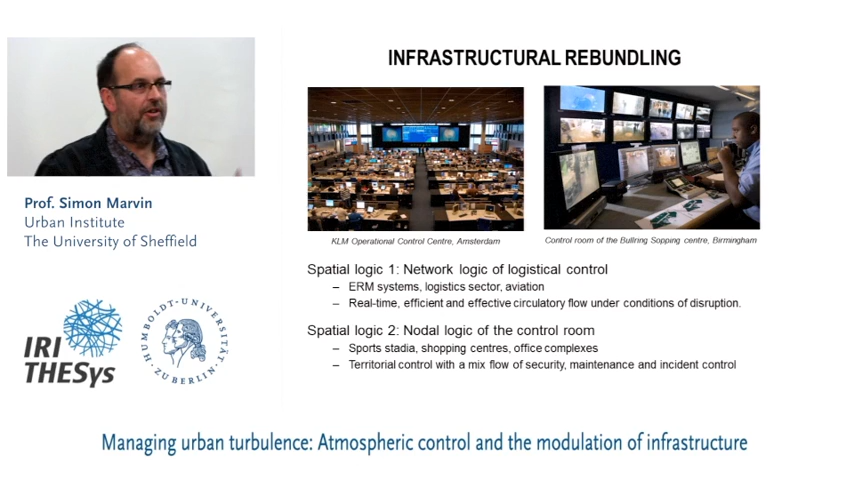 INFRASTRUCTURAL REBUNDLING
KLM Operational Control Centre, Amsterdam
Control room of the Bullring Sopping centre, Birmingham
Prof. Simon Marvin
Urban Institute
The University of Sheffield
Spatial logic 1: Network logic of logistical control
– ERM systems, logistics sector, aviation
– Real-time, efficient and effective circulatory flow under conditions of disruption.
Spatial logic 2: Nodal logic of the control room
– Sports stadia, shopping centres, office complexes
– Territorial control with a mix flow of security, maintenance and incident control
IRI
THESys
HUMBOLDT-UNIVERSITÄT
ZU BERLIN
Managing urban turbulence: Atmospheric control and the modulation of infrastructure